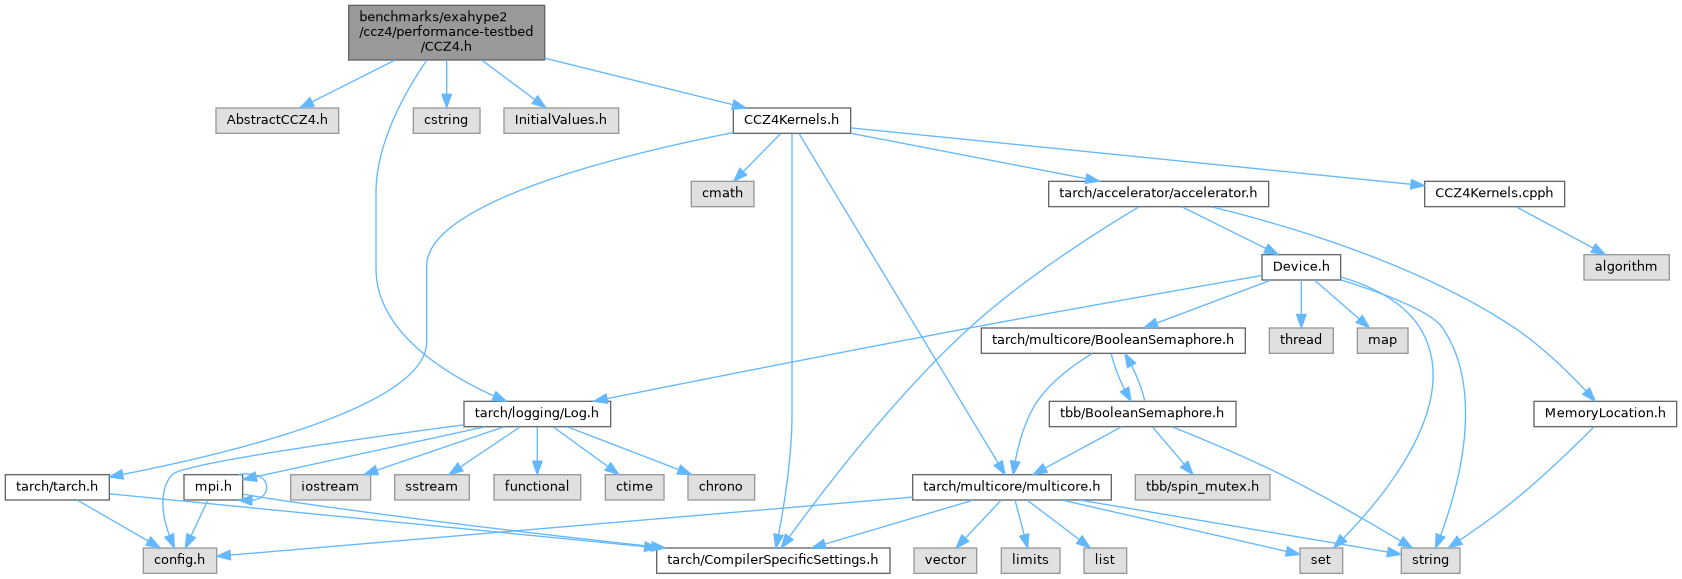 benchmarks/exahype2
/ccz4/performance-testbed
/CCZ4.h
AbstractCCZ4.h
cstring
InitialValues.h
CCZ4Kernels.h
cmath
tarch/accelerator/accelerator.h
CCZ4Kernels.cpph
Device.h
algorithm
tarch/multicore/BooleanSemaphore.h
thread
map
tarch/logging/Log.h
tbb/BooleanSemaphore.h
MemoryLocation.h
tarch/tarch.h
mpi.h
iostream
sstream
functional
ctime
chrono
tarch/multicore/multicore.h
tbb/spin_mutex.h
config.h
tarch/CompilerSpecificSettings.h
vector
limits
list
set
string